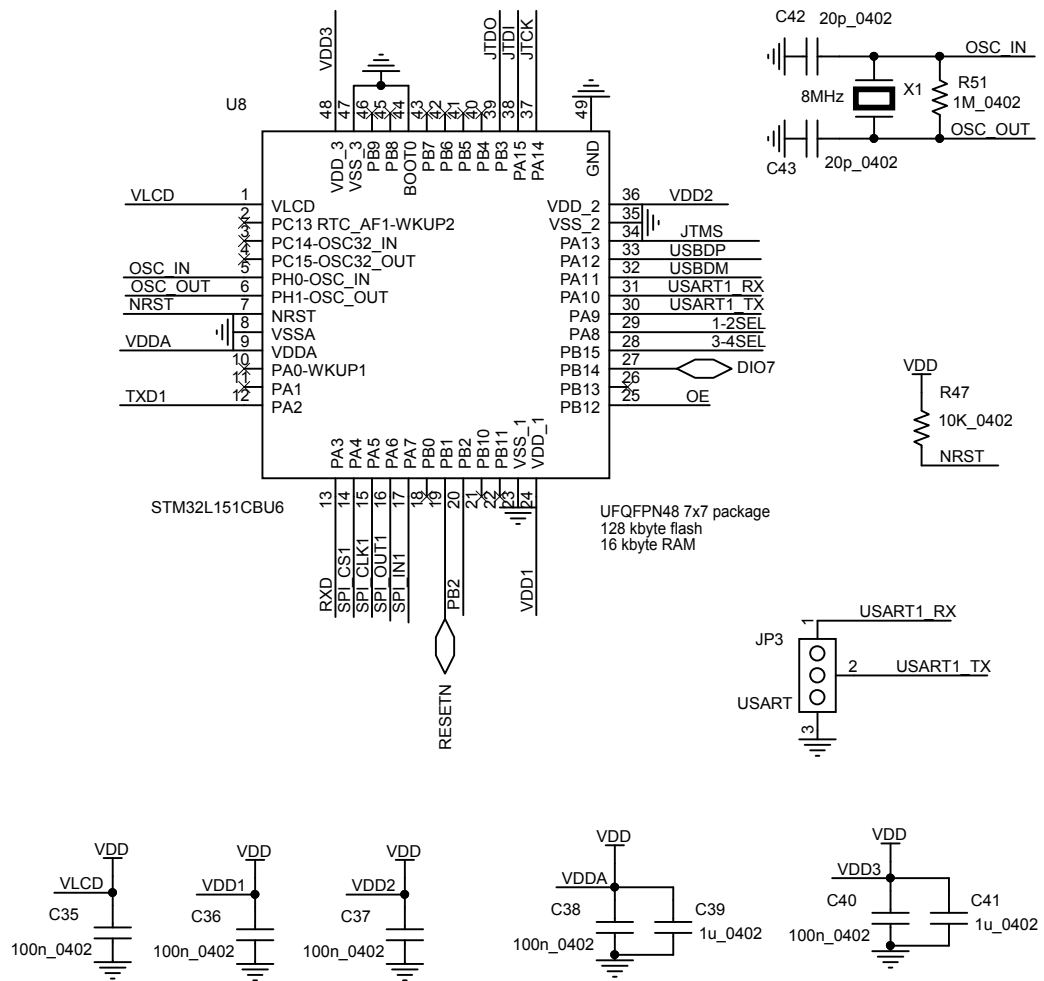 C42 20p_0402
OSC_IN
8MHz X1 R51
1M_0402
OSC_OUT
C43 20p_0402
VDD3 JTDO JTDI JTCK
U8
48 47 46 45 44 43 42 41 40 39 38 37 49
VDD_3 VSS_3 PB9 PB8 BOOT0 PB7 PB6 PB5 PB4 PB3 PA15 PA14 GND
VLCD 1 VLCD
2 PC13 RTC_AF1-WKUP2
3 PC14-OSC32_IN
4 PC15-OSC32_OUT
OSC_IN 5 PH0-OSC_IN
OSC_OUT 6 PH1-OSC_OUT
NRST 7 NRST
8 VSSA
VDDA 9 VDDA
10 PA0-WKUP1
11 PA1
TXD1 12 PA2
VDD_2 36 VDD2
VSS_2 35
PA13 34 JTMS
PA12 33 USBDP
PA11 32 USBDM
PA10 31 USART1_RX
PA9 30 USART1_TX
PA8 29 1-2SEL
PB15 28 3-4SEL
PB14 27 DIO7
PB13 26
PB12 25 OE
PA3 PA4 PA5 PA6 PA7 PB0 PB1 PB2 PB10 PB11 VSS_1 VDD_1
13 14 15 16 17 18 19 20 21 22 23 24
RXD SPI_CS1 SPI_CLK1 SPI_OUT1 SPI_IN1 PB2 VDD1
RESETN
STM32L151CBU6
UFQFPN48 7x7 package
128 kbyte flash
16 kbyte RAM
VDD
R47
10K_0402
NRST
1 USART1_RX
JP3
2 USART1_TX
USART
3
VDD
VLCD
C35
100n_0402
VDD
VDD1
C36
100n_0402
VDD
VDD2
C37
100n_0402
VDD
VDDA
C38 C39
100n_0402 1u_0402
VDD
VDD3
C40 C41
100n_0402 1u_0402